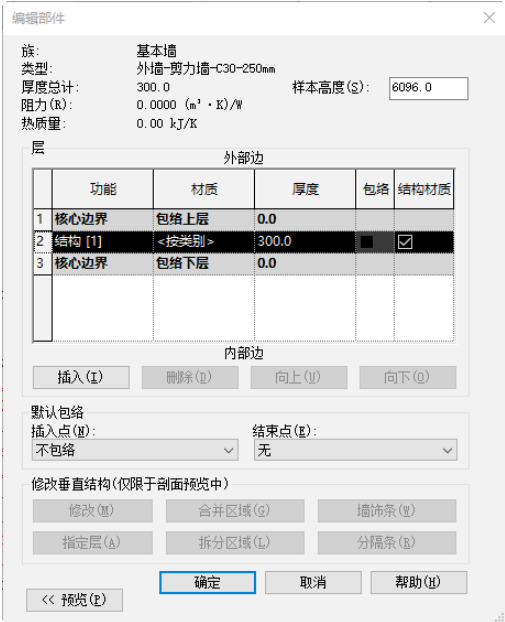 编辑部件
族: 基本墙
类型: 外墙-剪力墙-C30-250mm
厚度总计: 300.0 样本高度(S): 6096.0
阻力(R): 0.0000 (m²·K)/W
热质量: 0.00 kJ/K
层
外部边
功能 材质 厚度 包络 结构材质
1 核心边界 包络上层 0.0
2 结构 [1] <按类别> 300.0
3 核心边界 包络下层 0.0
内部边
插入(I) 删除(D) 向上(U) 向下(O)
默认包络
插入点(N): 结束点(E):
不包络 无
修改垂直结构(仅限于剖面预览中)
修改(M) 合并区域(G) 墙饰条(W)
指定层(A) 拆分区域(L) 分隔条(R)
确定 取消 帮助(H)
<< 预览(P)